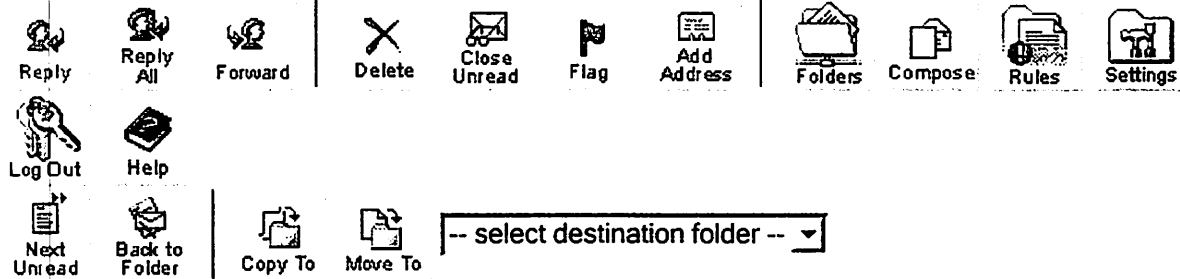 Reply Reply All Forward Delete Close Unread Flag Add Address Folders Compose Rules Settings
Log Out Help
Next Unread Back to Folder Copy To Move To -- select destination folder --